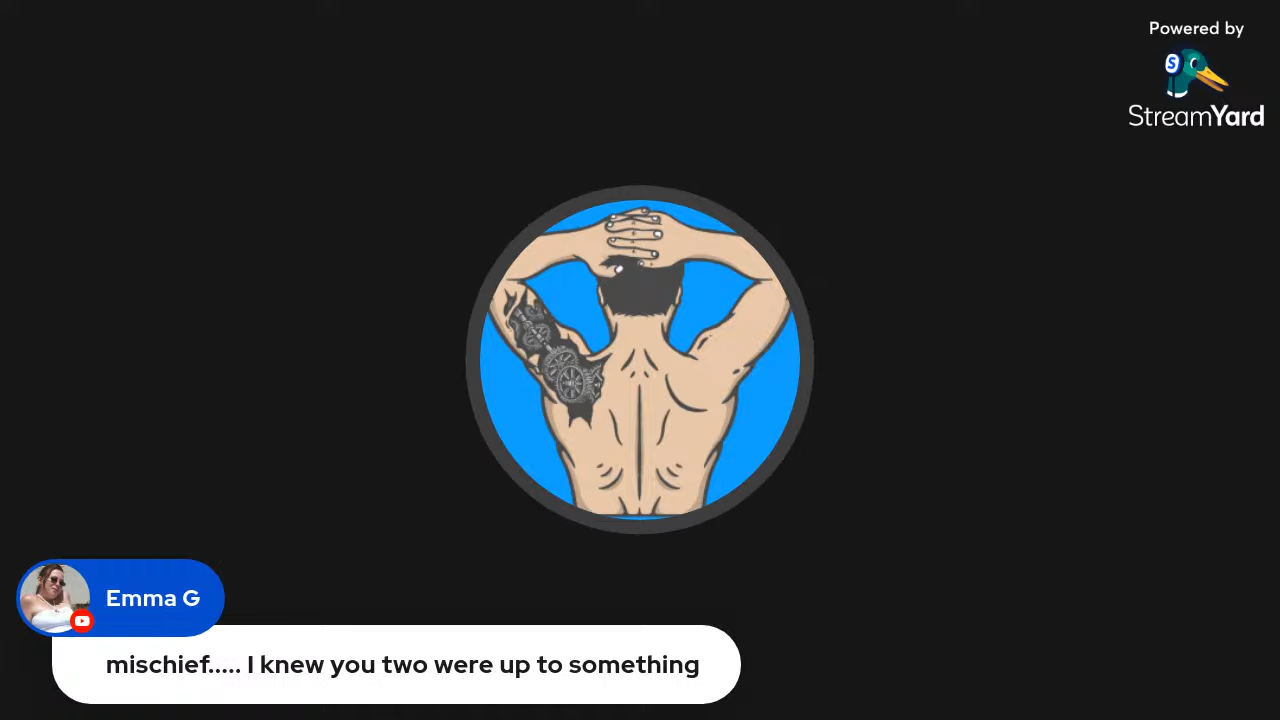 Powered by
StreamYard
Emma G
mischief..... I knew you two were up to something